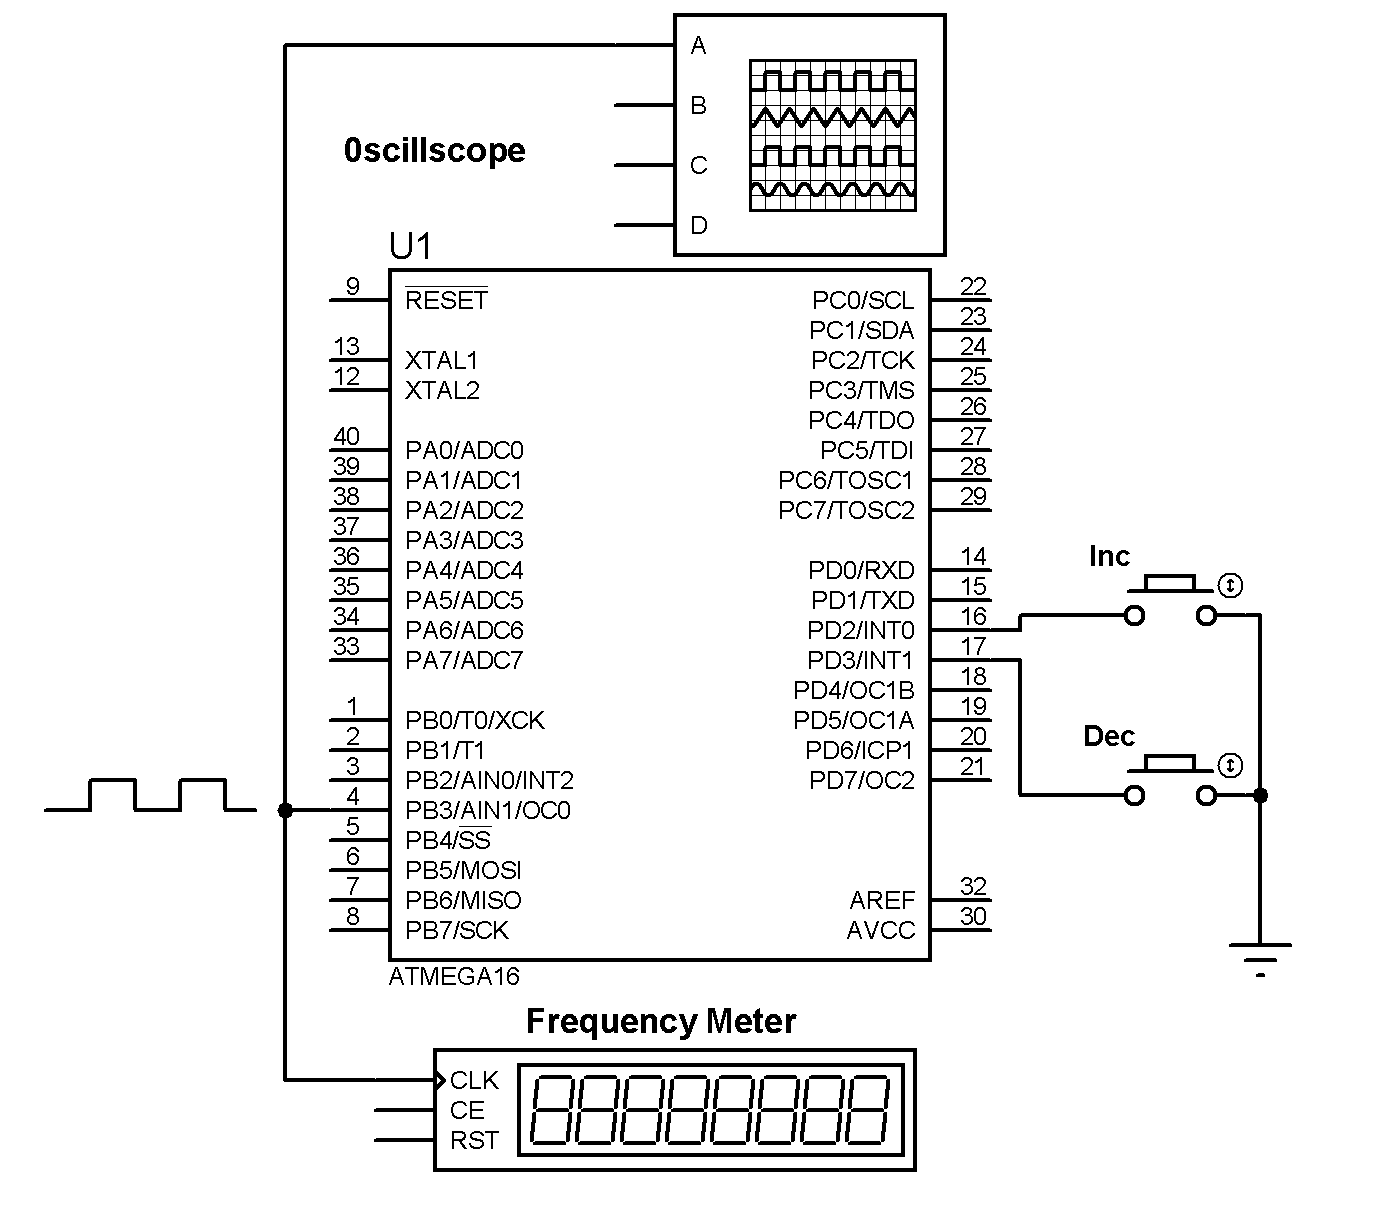 A
B
0scillscope
C
D
U1
9 RESET PC0/SCL 22
PC1/SDA 23
13 XTAL1 PC2/TCK 24
12 XTAL2 PC3/TMS 25
PC4/TDO 26
40 PA0/ADC0 PC5/TDI 27
39 PA1/ADC1 PC6/TOSC1 28
38 PA2/ADC2 PC7/TOSC2 29
37 PA3/ADC3
36 PA4/ADC4 PD0/RXD 14
35 PA5/ADC5 PD1/TXD 15
34 PA6/ADC6 PD2/INT0 16
33 PA7/ADC7 PD3/INT1 17
PD4/OC1B 18
1 PB0/T0/XCK PD5/OC1A 19
2 PB1/T1 PD6/ICP1 20
3 PB2/AIN0/INT2 PD7/OC2 21
4 PB3/AIN1/OC0
5 PB4/SS
6 PB5/MOSI
7 PB6/MISO AREF 32
8 PB7/SCK AVCC 30
ATMEGA16
Inc
Dec
Frequency Meter
CLK
CE
RST
88888888